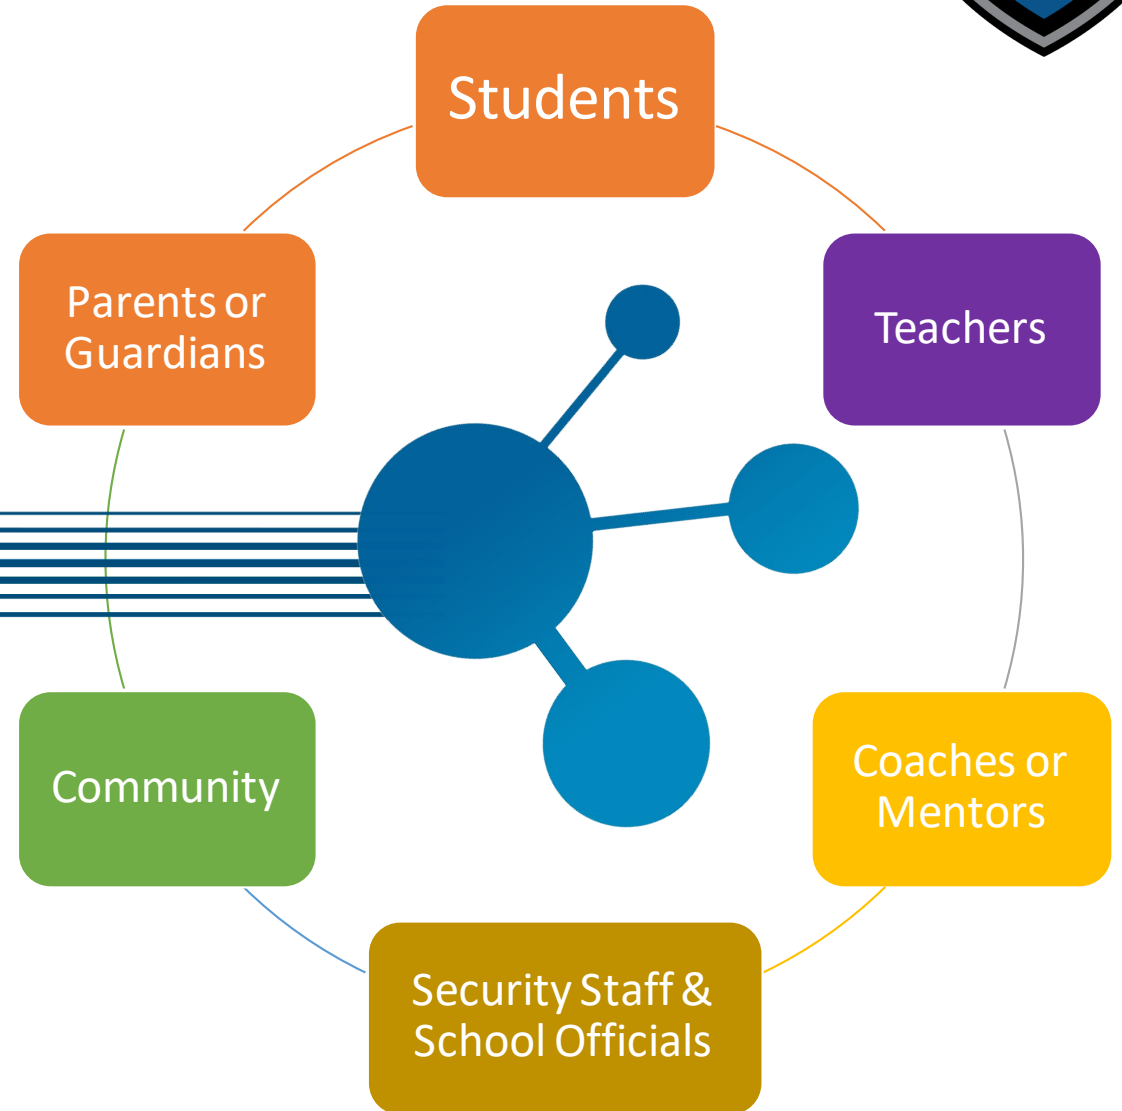 Students
Parents or
Guardians
Teachers
Community
Coaches or
Mentors
Security Staff &
School Officials